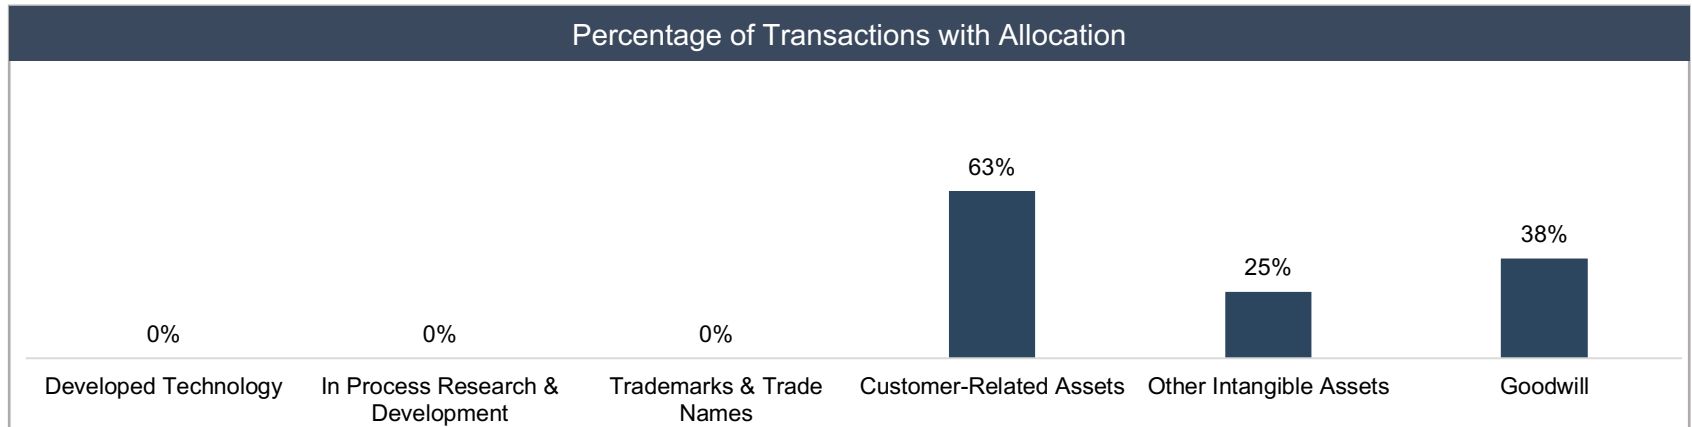 Percentage of Transactions with Allocation
63%
38%
25%
0%
0%
0%
Developed Technology
In Process Research &
Development
Trademarks & Trade
Names
Customer-Related Assets
Other Intangible Assets
Goodwill